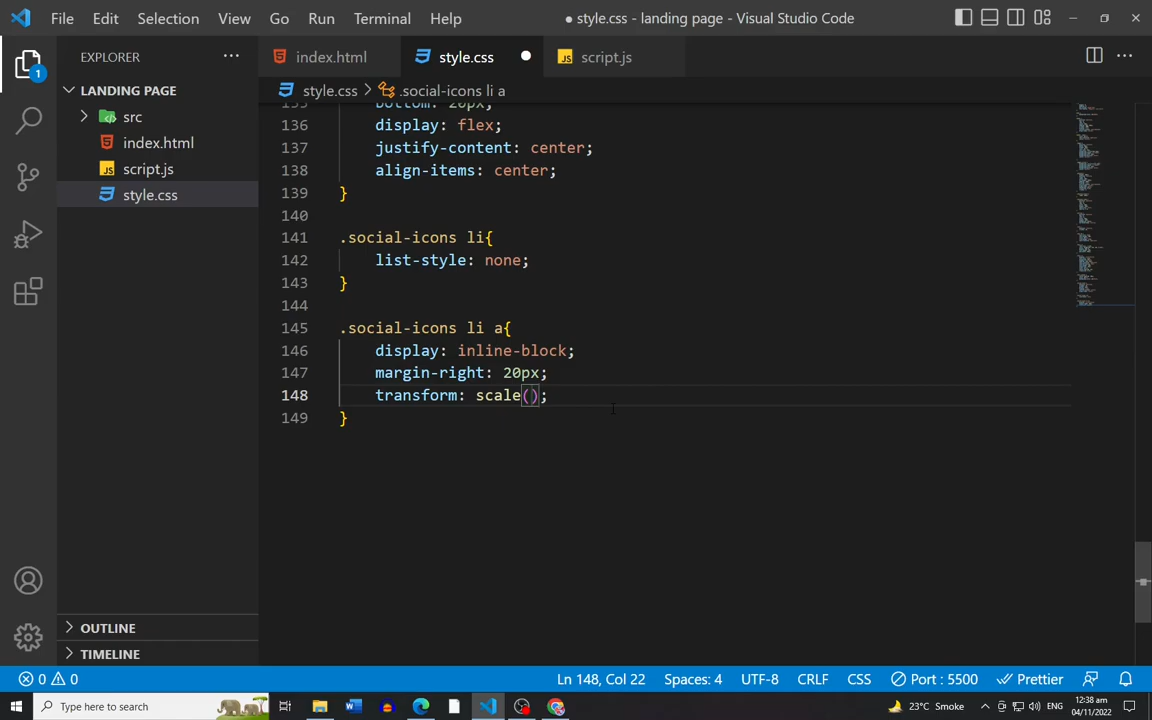 File Edit Selection View Go Run Terminal Help
● style.css - landing page - Visual Studio Code
EXPLORER
index.html
style.css
script.js
LANDING PAGE
style.css > .social-icons li a
src
index.html
script.js
style.css
1
135 bottom: 20px;
136 display: flex;
137 justify-content: center;
138 align-items: center;
139 }
140
141 .social-icons li{
142 list-style: none;
143 }
144
145 .social-icons li a{
146 display: inline-block;
147 margin-right: 20px;
148 transform: scale();
149 }
OUTLINE
TIMELINE
0 0
Ln 148, Col 22 Spaces: 4 UTF-8 CRLF CSS Port : 5500 Prettier
Type here to search
23°C Smoke
ENG
12:38 am
04/11/2022